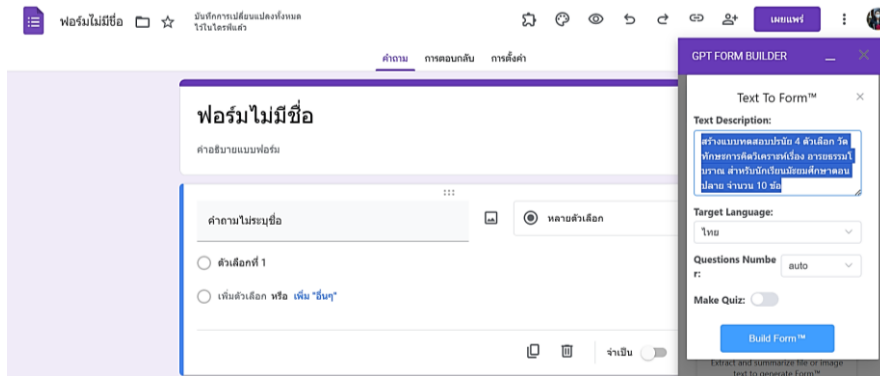 ฟอร์มไม่มีชื่อ
บันทึกการเปลี่ยนแปลงทั้งหมด
ไว้ในไดรฟ์แล้ว
เผยแพร่
คำถาม การตอบกลับ การตั้งค่า
ฟอร์มไม่มีชื่อ
คำอธิบายแบบฟอร์ม
คำถามไม่ระบุชื่อ
หลายตัวเลือก
ตัวเลือกที่ 1
เพิ่มตัวเลือก หรือ เพิ่ม "อื่นๆ"
จำเป็น
GPT FORM BUILDER
Text To Form™
Text Description:
สร้างแบบทดสอบปรนัย 4 ตัวเลือก วัด
ทักษะการคิดวิเคราะห์เรื่อง อารยธรรมโ
บราณ สำหรับนักเรียนมัธยมศึกษาตอน
ปลาย จำนวน 10 ข้อ
Target Language:
ไทย
Questions Numbe
r:
auto
Make Quiz:
Build Form™
Extract and summarize file or image
text to generate Form™